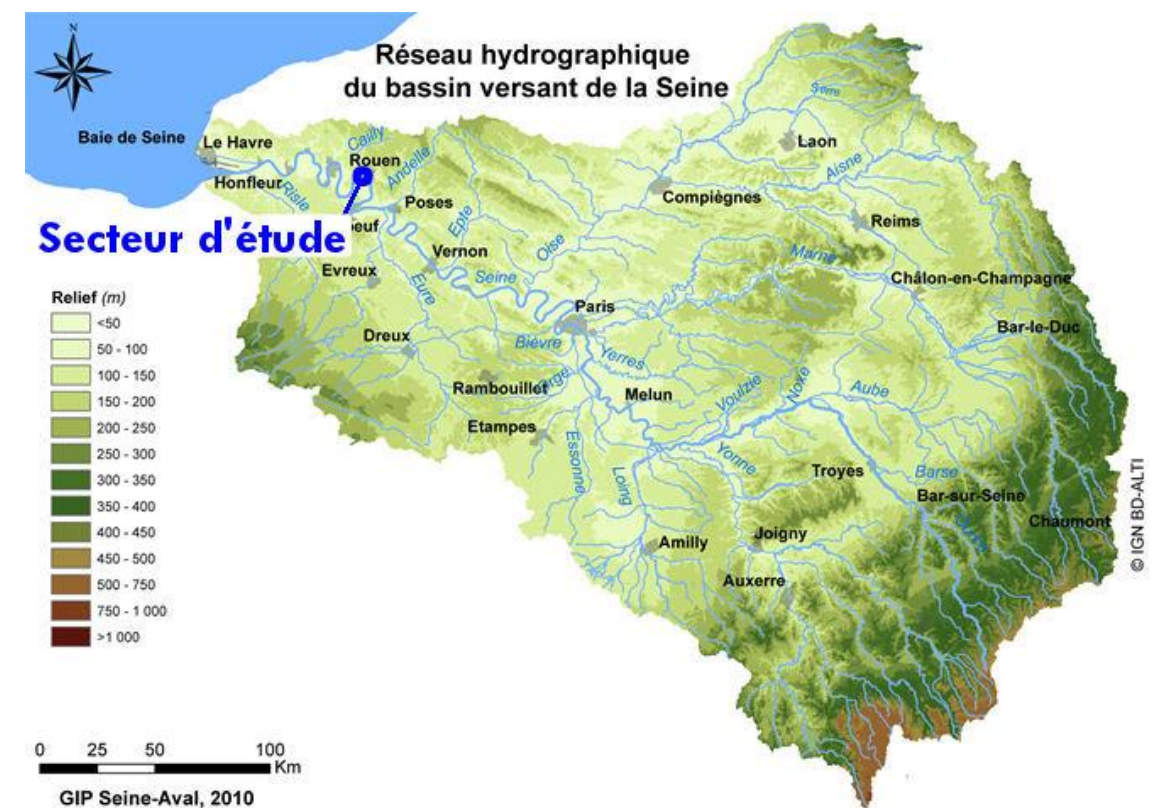 N
Réseau hydrographique
du bassin versant de la Seine
Baie de Seine
Le Havre
Honfleur
Risle
Cailly
Rouen
Andelle
Poses
Secteur d'étude
beuf
Epte
Vernon
Evreux
Eure
Seine
Oise
Serre
Laon
Aisne
Compiègnes
Reims
Marne
Châlon-en-Champagne
Bar-le-Duc
Paris
Dreux
Bièvre
Yerres
Rambouillet
orge
Melun
Voulzie
Noxe
Aube
Etampes
Essonne
Loing
Yonne
Troyes
Barse
Bar-sur-Seine
Chaumont
Amilly
Joigny
Auxerre
Relief (m)
<50
50 - 100
100 - 150
150 - 200
200 - 250
250 - 300
300 - 350
350 - 400
400 - 450
450 - 500
500 - 750
750 - 1 000
>1 000
0 25 50 100
Km
GIP Seine-Aval, 2010
© IGN BD-ALTI